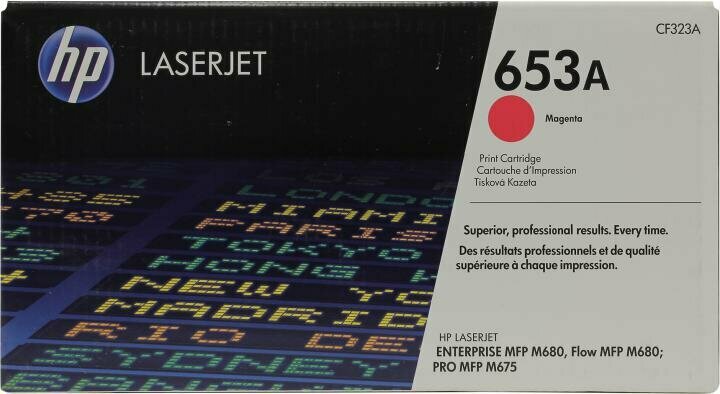 CF323A
hp
LASERJET
653A
Magenta
Print Cartridge
Cartouche d'Impression
Tisková Kazeta
LONDON
MIAMI
PARIS
TOKYO
HONG K
NEW YOR
MADRID
RIO DE
SYDNEY
Superior, professional results. Every time.
Des résultats professionnels et de qualité
supérieure à chaque impression.
HP LASERJET
ENTERPRISE MFP M680, Flow MFP M680;
PRO MFP M675